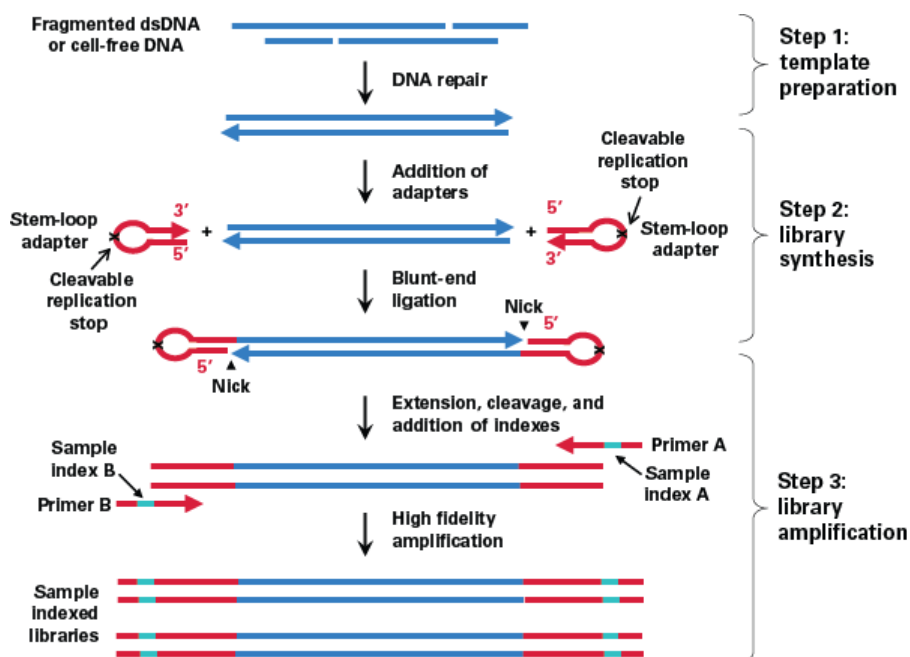 Fragmented dsDNA
or cell-free DNA
Step 1:
template
preparation
DNA repair
Addition of
adapters
Cleavable
replication
stop
Stem-loop
adapter
3′
5′
+
+
5′
3′
Stem-loop
adapter
Step 2:
library
synthesis
Cleavable
replication
stop
Blunt-end
ligation
Nick
5′
5′
Nick
Extension, cleavage, and
addition of indexes
Primer A
Sample
index B
Sample
index A
Primer B
Step 3:
library
amplification
High fidelity
amplification
Sample
indexed
libraries